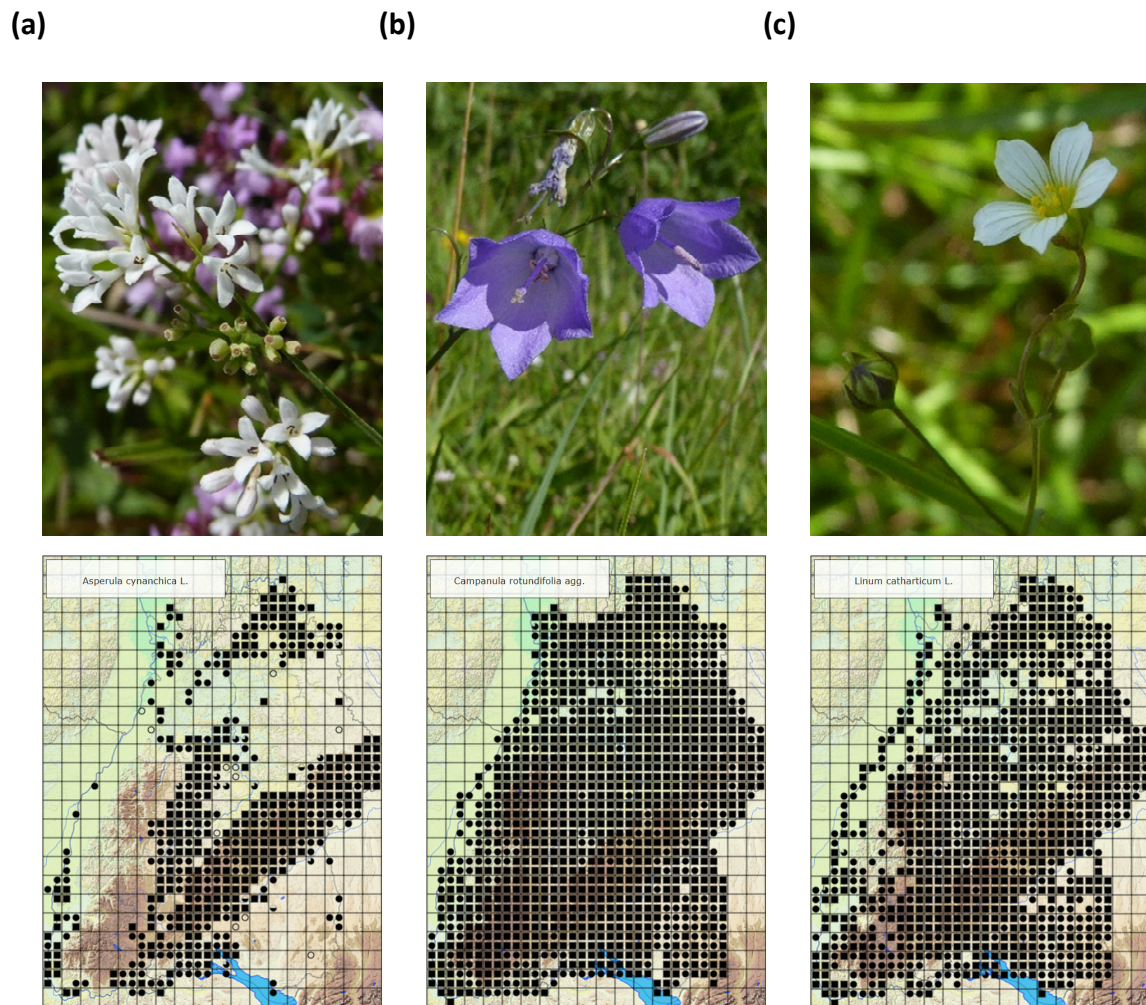 (a)
(b)
(c)
Asperula cynanchica L.
Campanula rotundifolia agg.
Linum catharticum L.